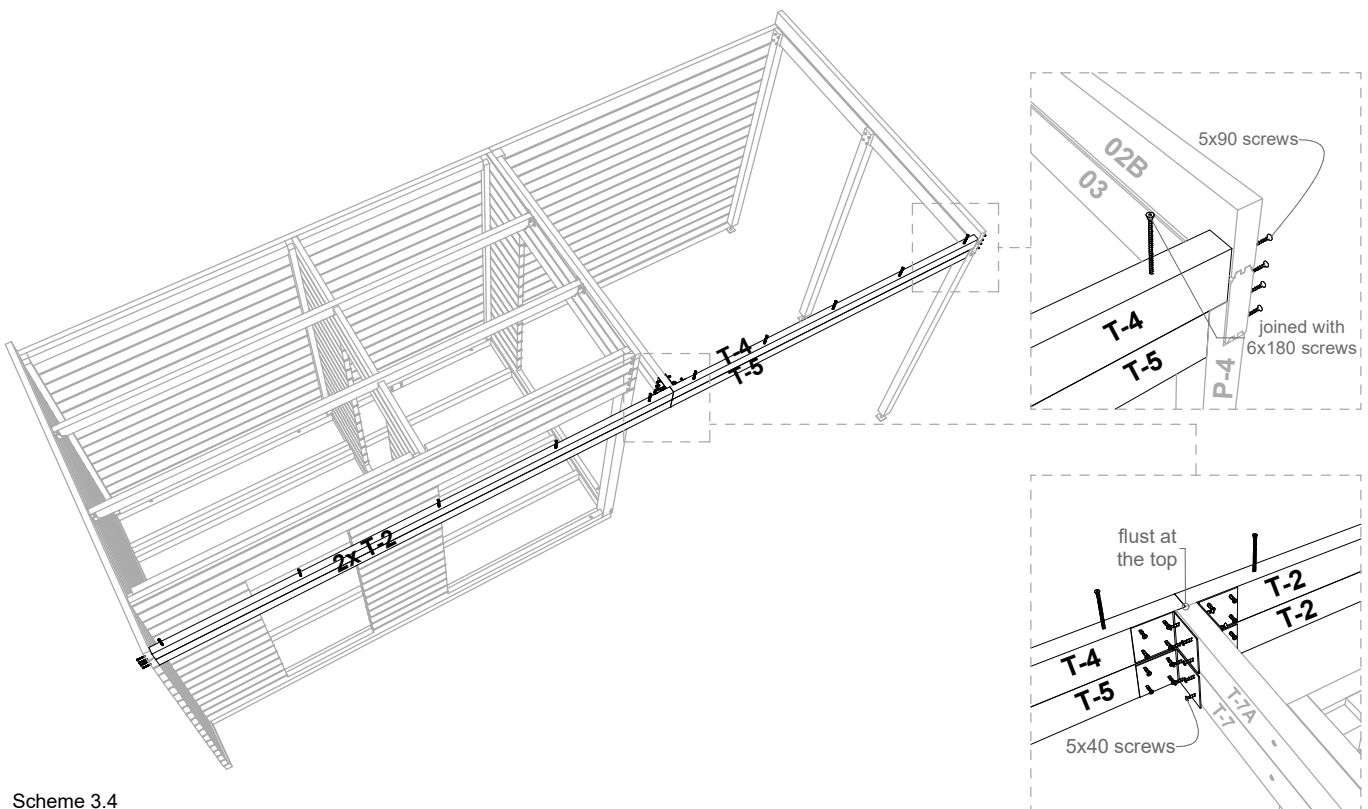 02B
03
5x90 screws
T-4
T-5
joined with
6x180 screws
P-4
T-4
T-5
2x T-2
flust at
the top
T-2
T-2
T-4
T-5
T-7A
T-7
5x40 screws
Scheme 3.4